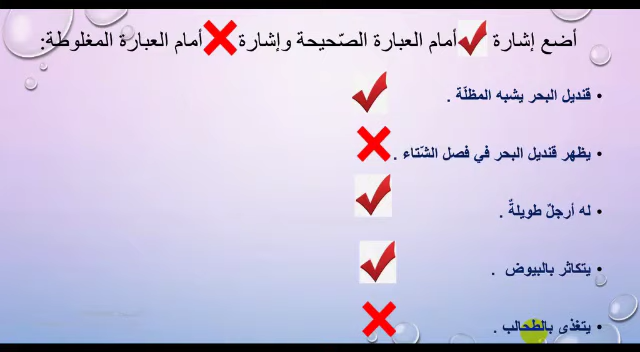 أضع إشارة أمام العبارة الصّحيحة وإشارة أمام العبارة المغلوطة:
• قنديل البحر يشبه المظلّة .
• يظهر قنديل البحر في فصل الشّتاء .
• له أرجلٌ طويلةٌ .
• يتكاثر بالبيوض .
• يتغذى بالطحالب .